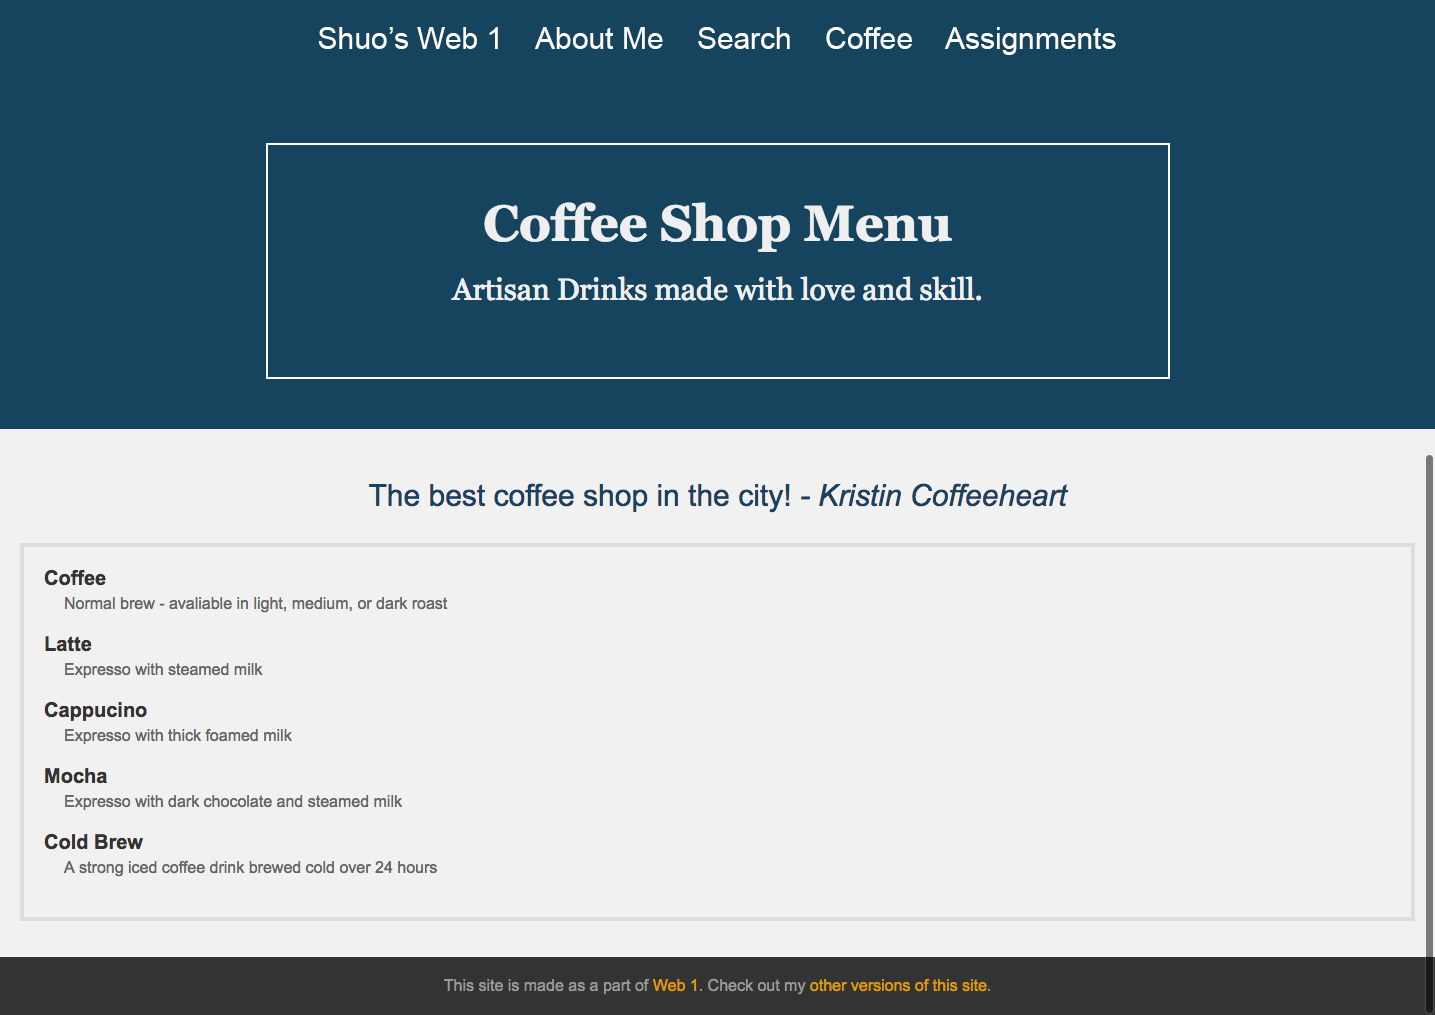 Shuo’s Web 1 About Me Search Coffee Assignments
Coffee Shop Menu
Artisan Drinks made with love and skill.
The best coffee shop in the city! - Kristin Coffeeheart
Coffee
Normal brew - avaliable in light, medium, or dark roast
Latte
Expresso with steamed milk
Cappucino
Expresso with thick foamed milk
Mocha
Expresso with dark chocolate and steamed milk
Cold Brew
A strong iced coffee drink brewed cold over 24 hours
This site is made as a part of Web 1. Check out my other versions of this site.